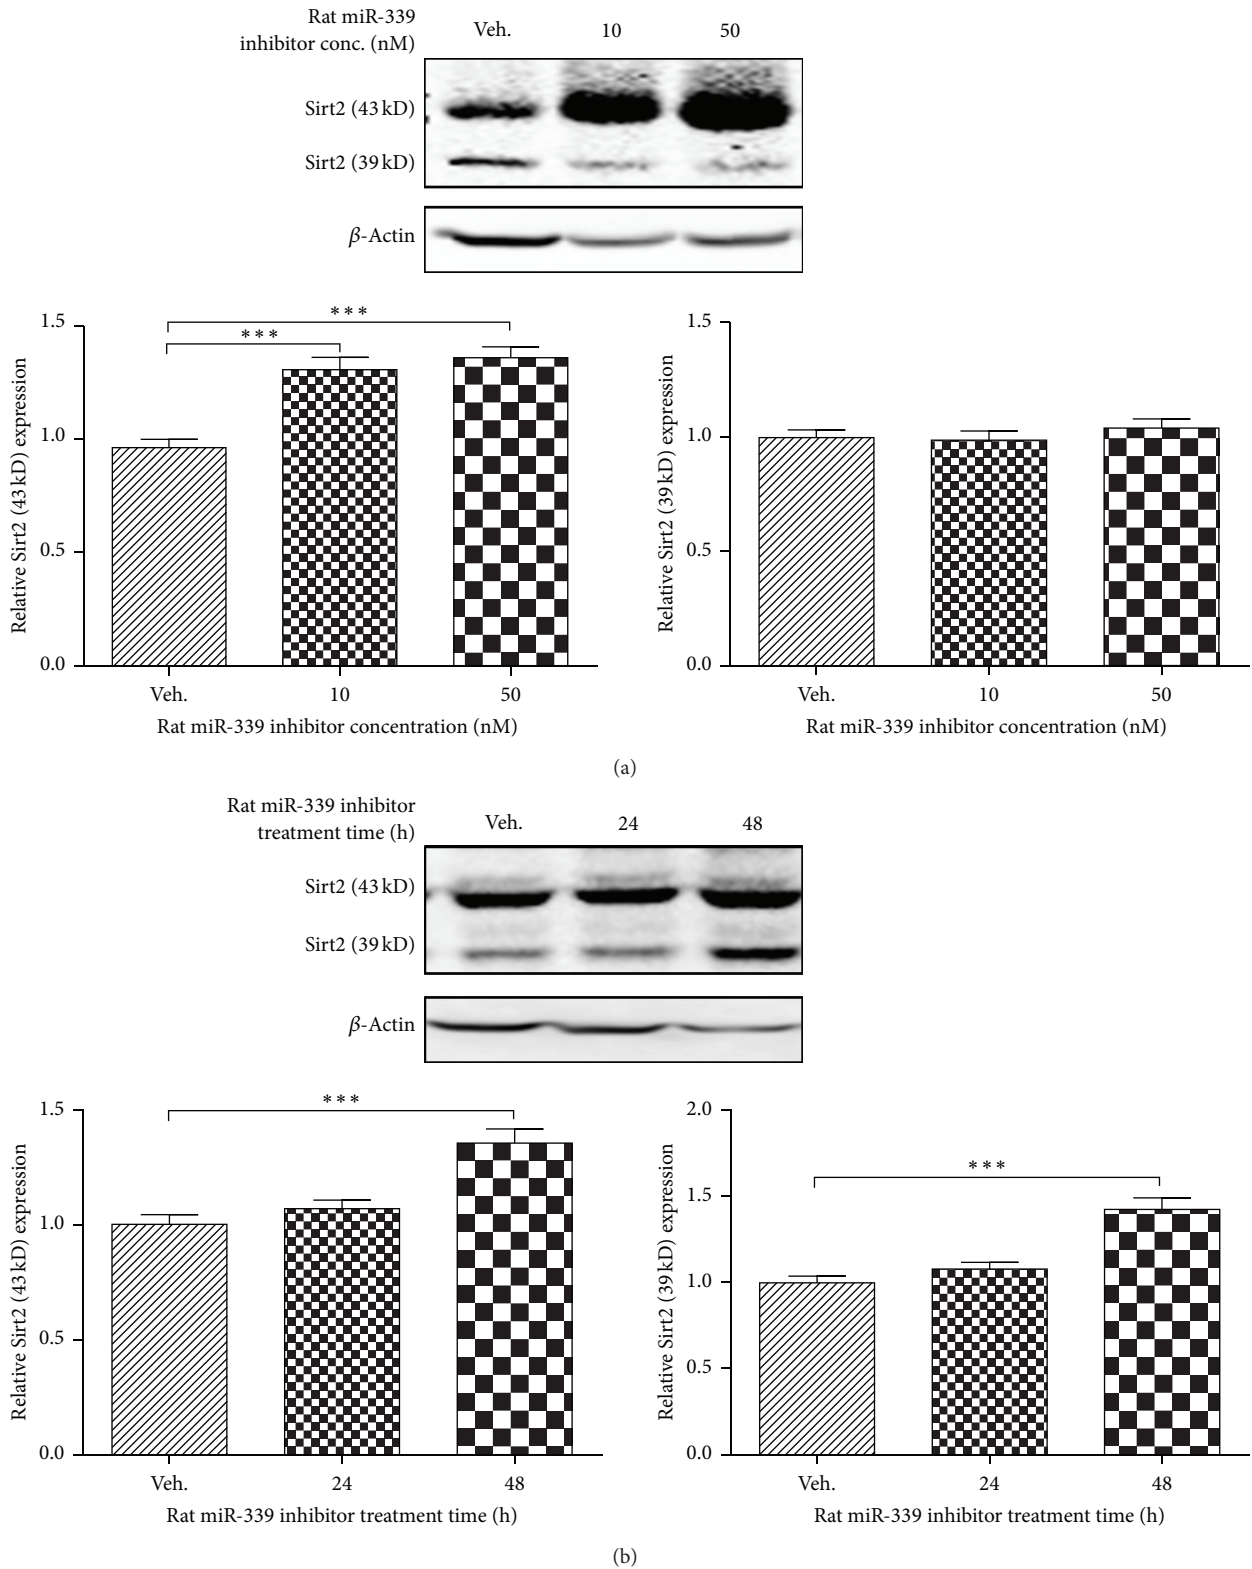 Rat miR-339
inhibitor conc. (nM)
Veh. 10 50
Sirt2 (43 kD)
Sirt2 (39 kD)
β-Actin
Relative Sirt2 (43 kD) expression
1.5
1.0
0.5
0.0
***
***
Veh. 10 50
Rat miR-339 inhibitor concentration (nM)
Relative Sirt2 (39 kD) expression
1.5
1.0
0.5
0.0
Veh. 10 50
Rat miR-339 inhibitor concentration (nM)
(a)
Rat miR-339 inhibitor
treatment time (h)
Veh. 24 48
Sirt2 (43 kD)
Sirt2 (39 kD)
β-Actin
Relative Sirt2 (43 kD) expression
1.5
1.0
0.5
0.0
***
Veh. 24 48
Rat miR-339 inhibitor treatment time (h)
Relative Sirt2 (39 kD) expression
2.0
1.5
1.0
0.5
0.0
***
Veh. 24 48
Rat miR-339 inhibitor treatment time (h)
(b)